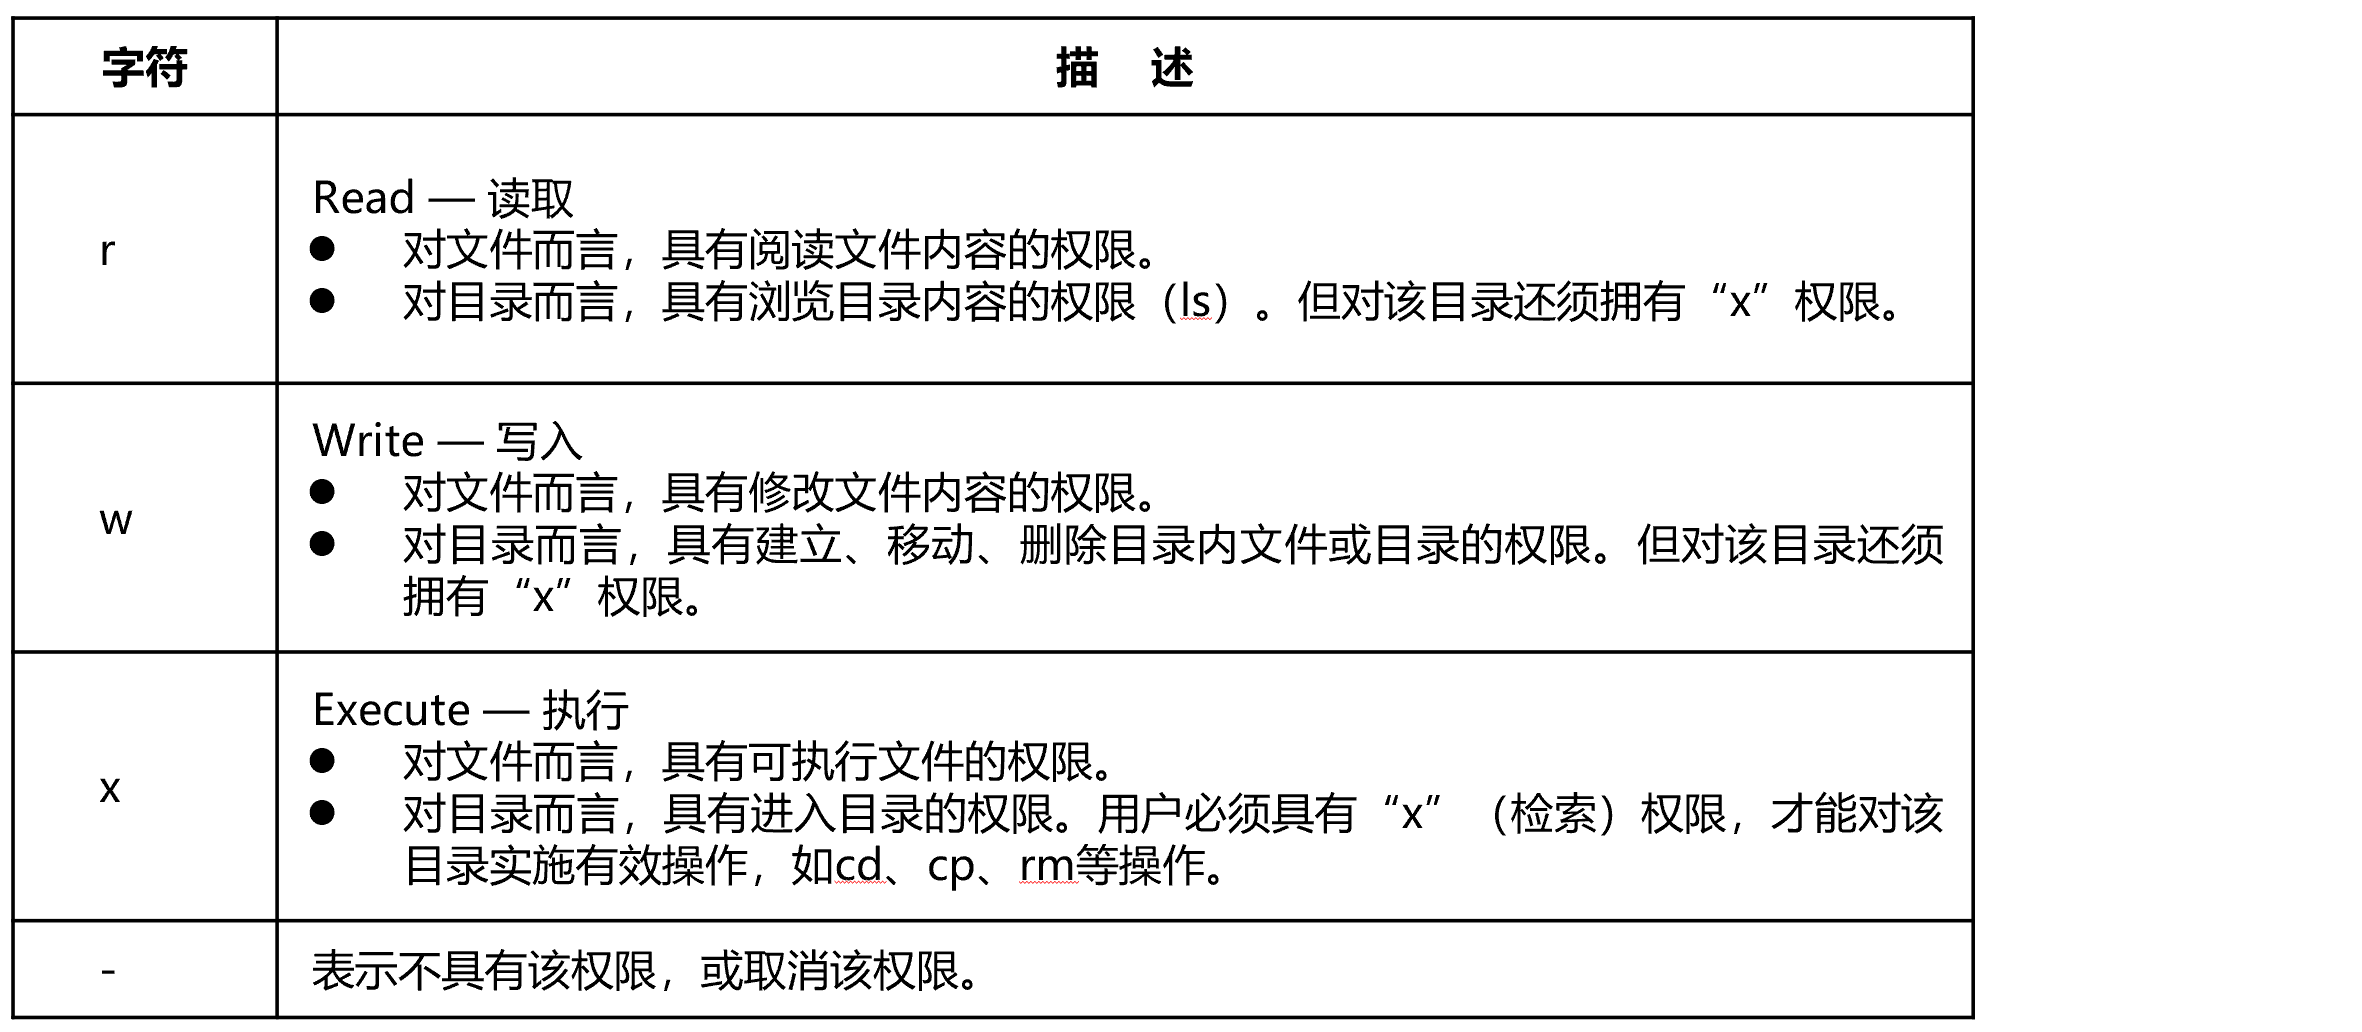 字符
描 述
r
Read — 读取
● 对文件而言，具有阅读文件内容的权限。
● 对目录而言，具有浏览目录内容的权限（ls）。但对该目录还须拥有“x”权限。
w
Write — 写入
● 对文件而言，具有修改文件内容的权限。
● 对目录而言，具有建立、移动、删除目录内文件或目录的权限。但对该目录还须
拥有“x”权限。
x
Execute — 执行
● 对文件而言，具有可执行文件的权限。
● 对目录而言，具有进入目录的权限。用户必须具有“x”（检索）权限，才能对该
目录实施有效操作，如cd、cp、rm等操作。
-
表示不具有该权限，或取消该权限。